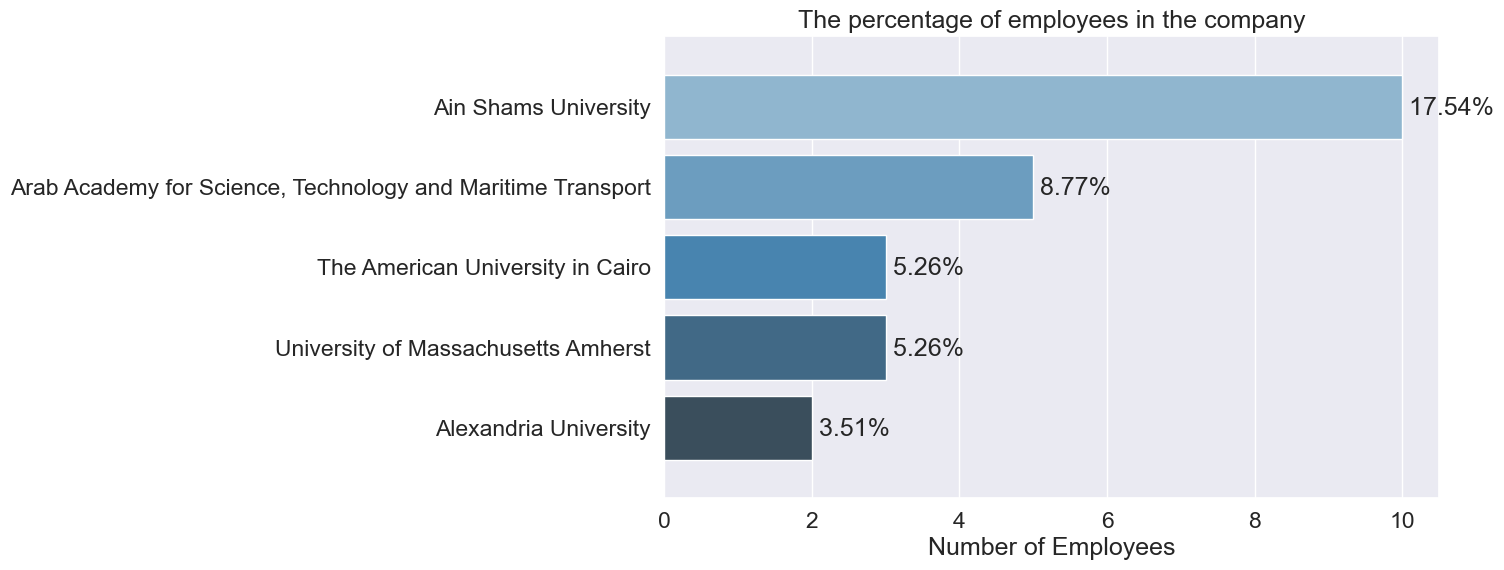 The percentage of employees in the company
Ain Shams University
17.54%
Arab Academy for Science, Technology and Maritime Transport
8.77%
The American University in Cairo
5.26%
University of Massachusetts Amherst
5.26%
Alexandria University
3.51%
0 2 4 6 8 10
Number of Employees